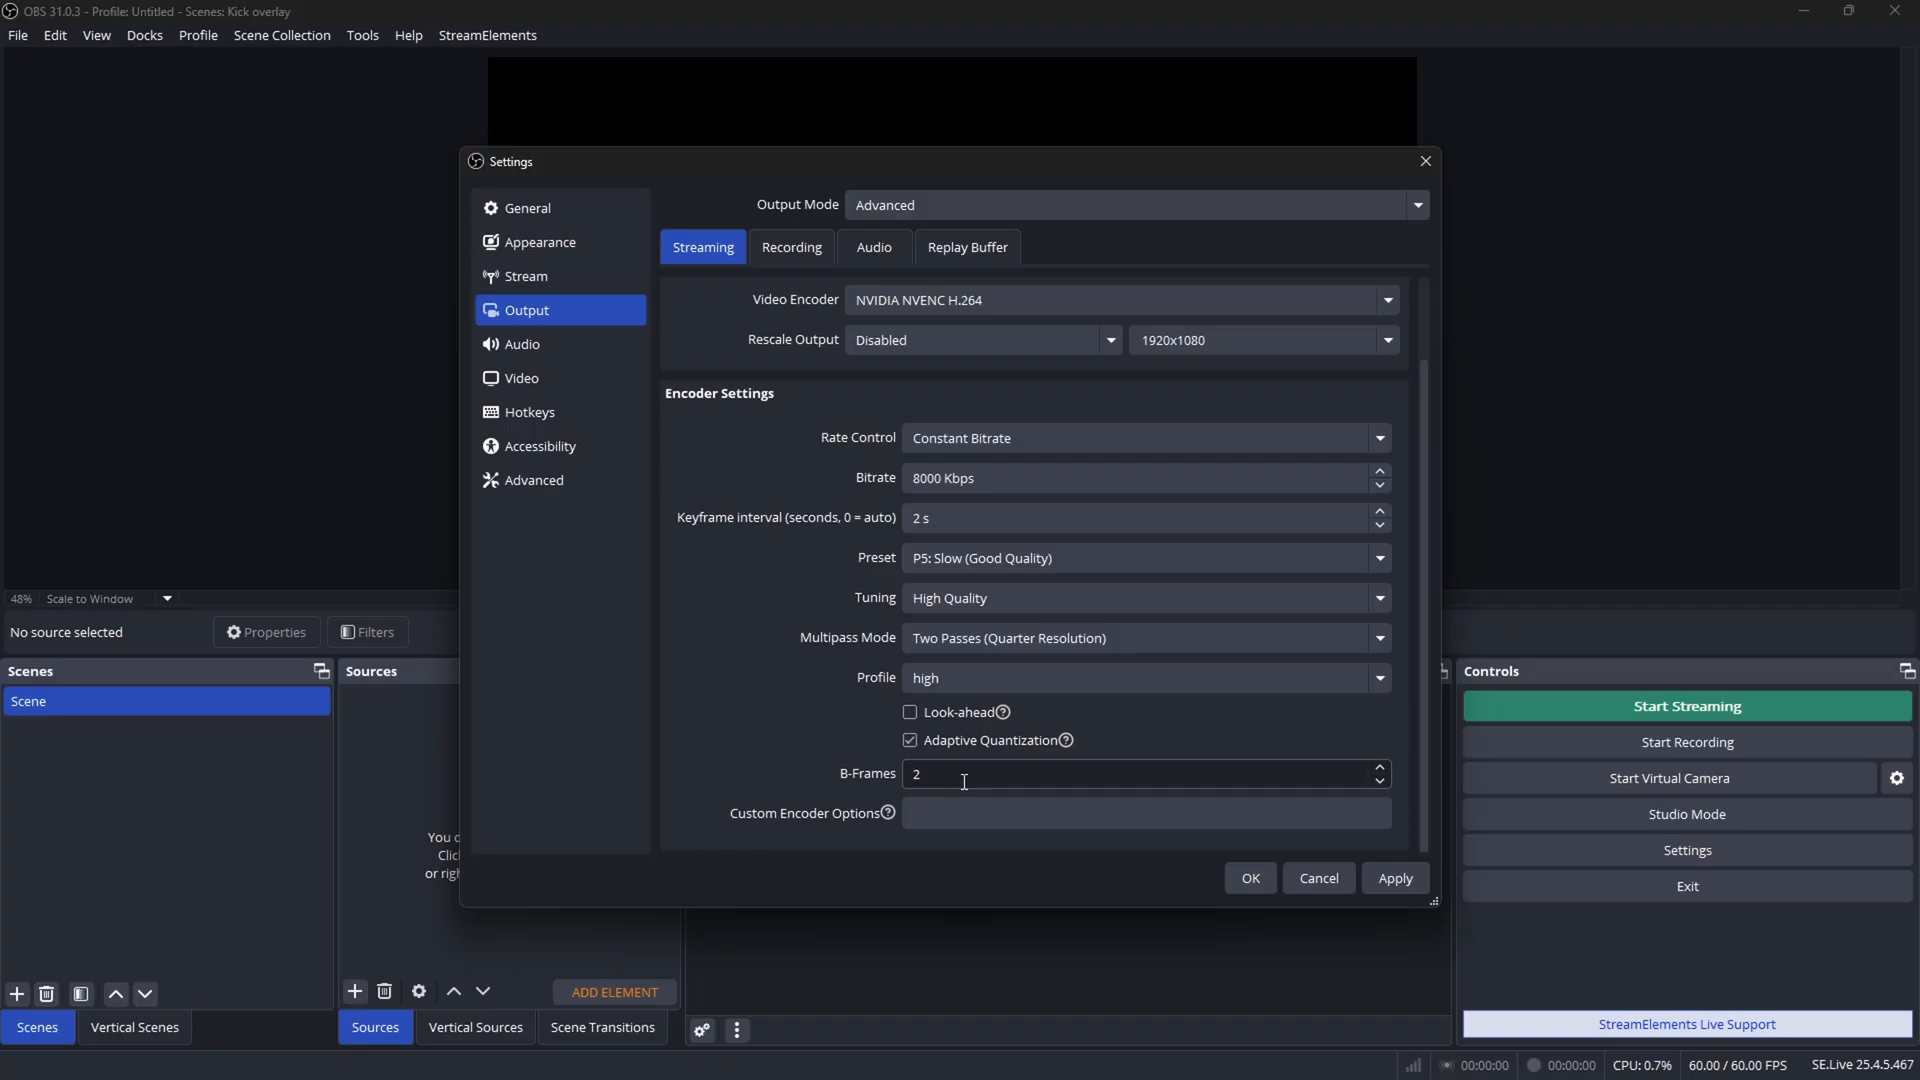 OBS 31.0.3 - Profile: Untitled - Scenes: Kick overlay
File Edit View Docks Profile Scene Collection Tools Help StreamElements
Settings
General
Appearance
Stream
Output
Audio
Video
Hotkeys
Accessibility
Advanced
Output Mode Advanced
Streaming Recording Audio Replay Buffer
Video Encoder NVIDIA NVENC H.264
Rescale Output Disabled 1920x1080
Encoder Settings
Rate Control Constant Bitrate
Bitrate 8000 Kbps
Keyframe interval (seconds, 0 = auto) 2 s
Preset P5: Slow (Good Quality)
Tuning High Quality
Multipass Mode Two Passes (Quarter Resolution)
Profile high
Look-ahead
Adaptive Quantization
B-Frames 2
Custom Encoder Options
OK Cancel Apply
48% Scale to Window
No source selected Properties Filters
Scenes
Scene
Sources
Scenes Vertical Scenes
ADD ELEMENT
Sources Vertical Sources Scene Transitions
Controls
Start Streaming
Start Recording
Start Virtual Camera
Studio Mode
Settings
Exit
StreamElements Live Support
00:00:00 00:00:00 CPU: 0.7% 60.00 / 60.00 FPS SE.Live 25.4.5.467